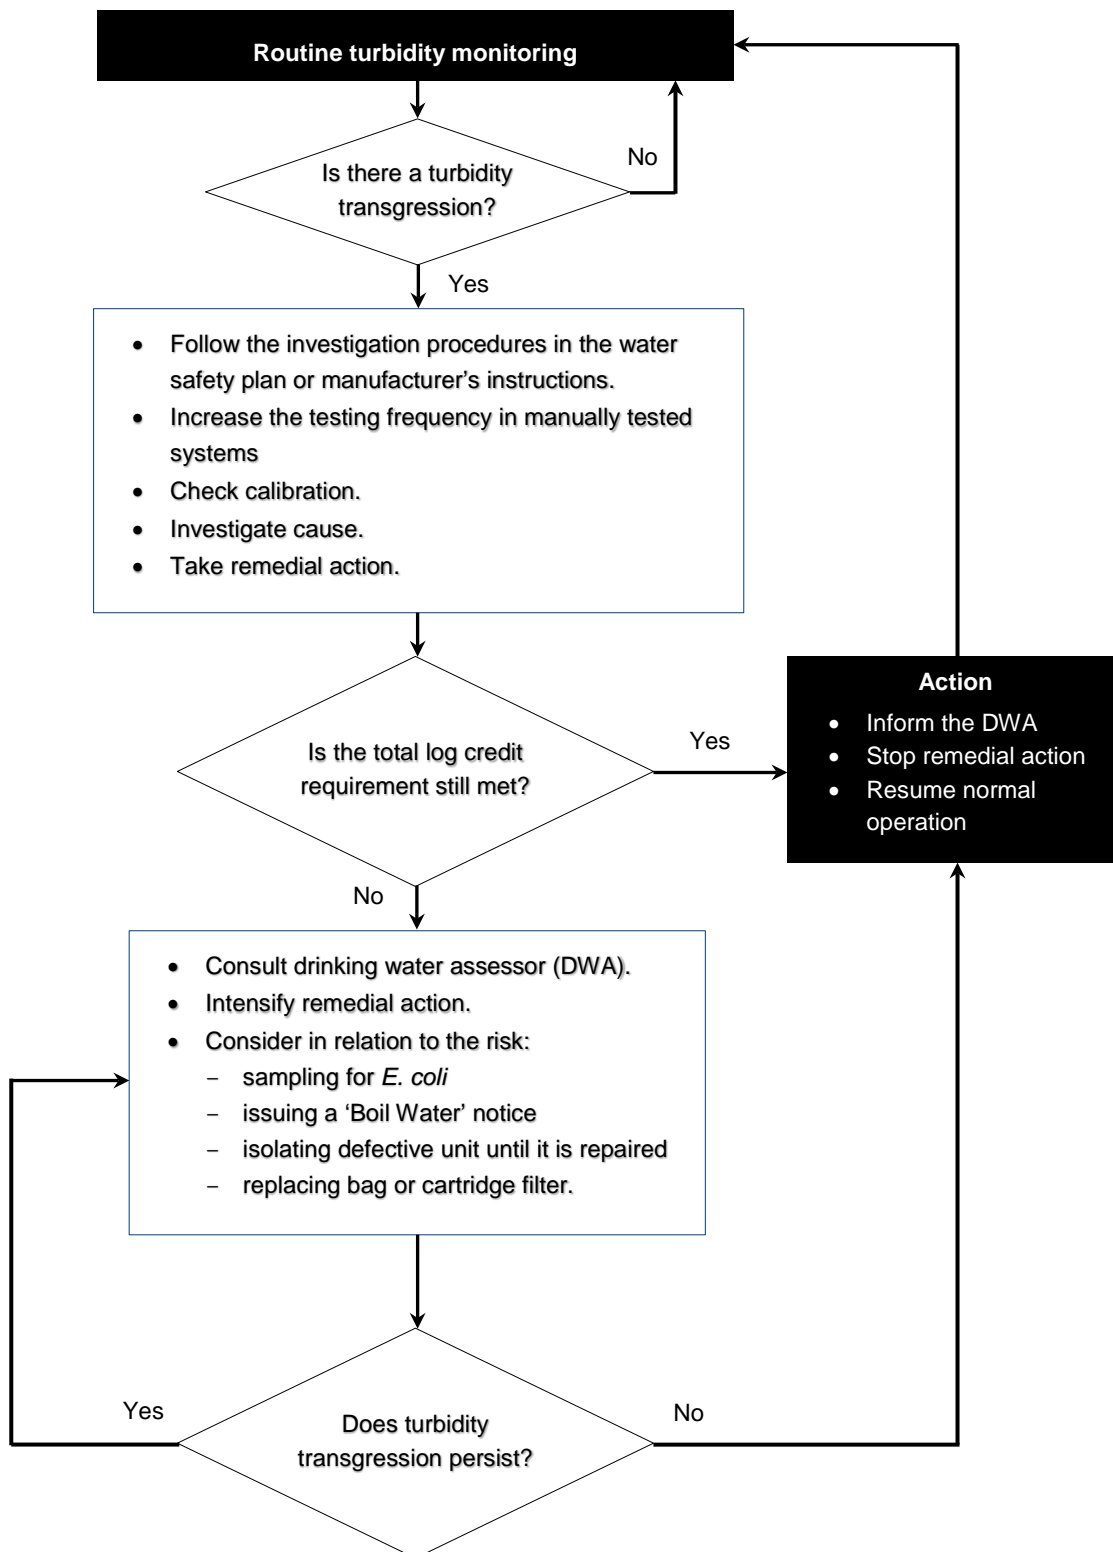 Routine turbidity monitoring
Is there a turbidity
transgression?
No
Yes
• Follow the investigation procedures in the water
safety plan or manufacturer’s instructions.
• Increase the testing frequency in manually tested
systems
• Check calibration.
• Investigate cause.
• Take remedial action.
Is the total log credit
requirement still met?
Yes
Action
• Inform the DWA
• Stop remedial action
• Resume normal
operation
No
• Consult drinking water assessor (DWA).
• Intensify remedial action.
• Consider in relation to the risk:
– sampling for E. coli
– issuing a ‘Boil Water’ notice
– isolating defective unit until it is repaired
– replacing bag or cartridge filter.
Yes
Does turbidity
transgression persist?
No